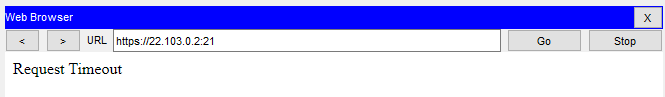 Web Browser X
< > URL https://22.103.0.2:21 Go Stop
Request Timeout